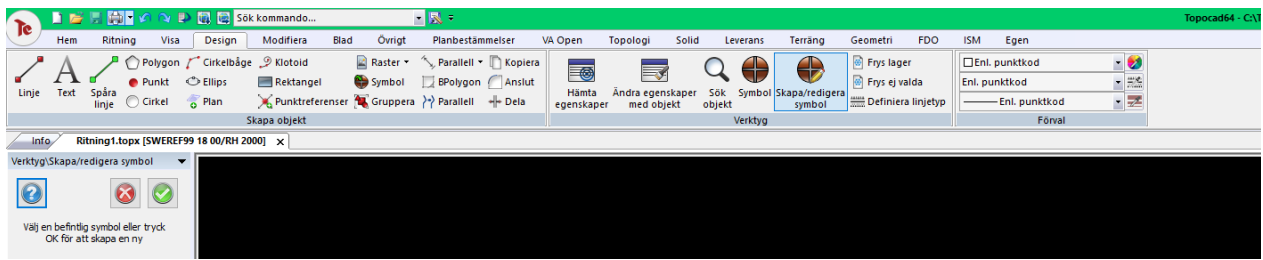 Sök kommando...
Topocad64 - C:\T
Te
Hem Ritning Visa Design Modifiera Blad Övrigt Planbestämmelser VA Open Topologi Solid Leverans Terräng Geometri FDO ISM Egen
Polygon Cirkelbåge Klotoid Raster Parallell Kopiera Frys lager Enl. punktkod
Punkt Ellips Rektangel Symbol BPolygon Anslut Frys ej valda Enl. punktkod
Linje Text Spåra linje Cirkel Plan Punktreferenser Gruppera Parallell Dela Hämta egenskaper Ändra egenskaper med objekt Sök objekt Symbol Skapa/redigera symbol Definiera linjetyp Enl. punktkod
Skapa objekt Verktyg Förval
Info Ritning1.topx [SWEREF99 18 00/RH 2000] x
Verktyg\Skapa/redigera symbol
Välj en befintlig symbol eller tryck
OK för att skapa en ny